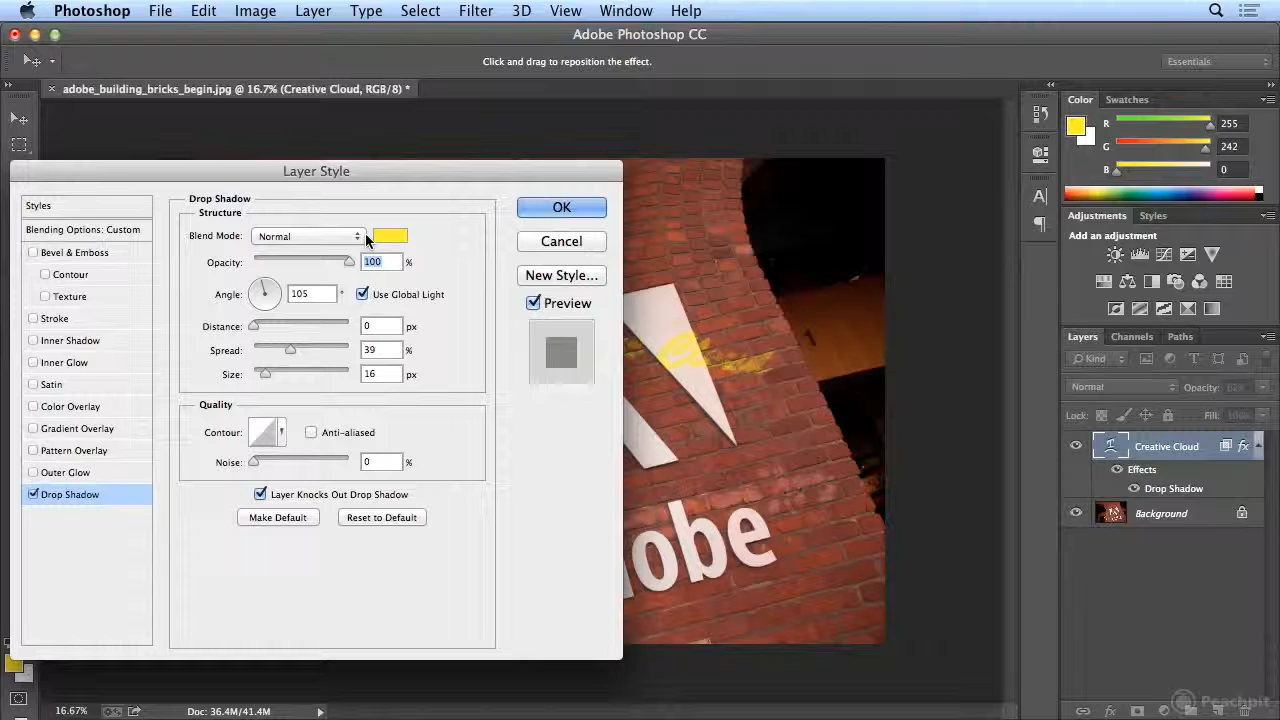 Photoshop File Edit Image Layer Type Select Filter 3D View Window Help
Adobe Photoshop CC
Click and drag to reposition the effect.
Essentials
adobe_building_bricks_begin.jpg @ 16.7% (Creative Cloud, RGB/8) *
Layer Style
Styles
Blending Options: Custom
Bevel & Emboss
Contour
Texture
Stroke
Inner Shadow
Inner Glow
Satin
Color Overlay
Gradient Overlay
Pattern Overlay
Outer Glow
Drop Shadow
Drop Shadow
Structure
Blend Mode: Normal
Opacity: 100 %
Angle: 105 ° Use Global Light
Distance: 0 px
Spread: 39 %
Size: 16 px
Quality
Contour: Anti-aliased
Noise: 0 %
Layer Knocks Out Drop Shadow
Make Default Reset to Default
OK
Cancel
New Style...
Preview
obe
Color Swatches
R 255
G 242
B 0
Adjustments Styles
Add an adjustment
Layers Channels Paths
Kind
Normal Opacity: 82%
Lock: Fill: 100%
Creative Cloud fx
Effects
Drop Shadow
Background
16.67% Doc: 36.4M/41.4M
Peachpit